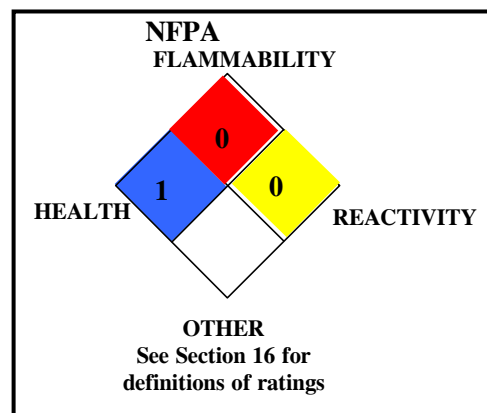 NFPA
FLAMMABILITY
0
1
0
HEALTH
REACTIVITY
OTHER
See Section 16 for
definitions of ratings